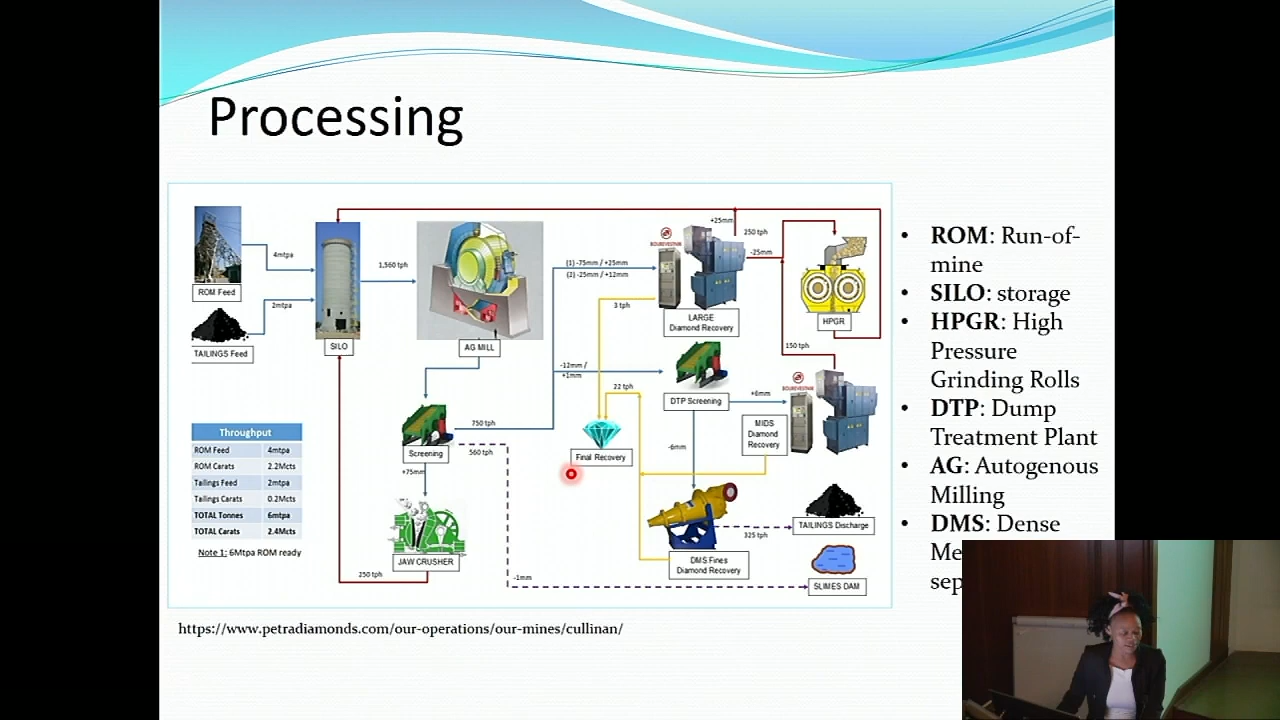 Processing
+25mm
250 tph
BOUREVESTNIK
-25mm
4mtpa
1,560 tph
(1) -75mm / +25mm
(2) -25mm / +12mm
ROM Feed
2mtpa
3 tph
LARGE
Diamond Recovery
HPGR
TAILINGS Feed
SILO
AG MILL
150 tph
-12mm /
+1mm
BOUREVESTNIK
22 tph
DTP Screening
+6mm
750 tph
MIDS
Diamond
Recovery
Throughput
ROM Feed 4mtpa
ROM Carats 2.2Mcts
Tailings Feed 2mtpa
Tailings Carats 0.2Mcts
TOTAL Tonnes 6mtpa
TOTAL Carats 2.4Mcts
Note 1: 6Mtpa ROM ready
Screening
560 tph
Final Recovery
-6mm
+75mm
TAILINGS Discharge
325 tph
JAW CRUSHER
DMS Fines
Diamond Recovery
250 tph
-1mm
SLIMES DAM
• ROM: Run-of-
mine
• SILO: storage
• HPGR: High
Pressure
Grinding Rolls
• DTP: Dump
Treatment Plant
• AG: Autogenous
Milling
• DMS: Dense
Me
sep
https://www.petradiamonds.com/our-operations/our-mines/cullinan/